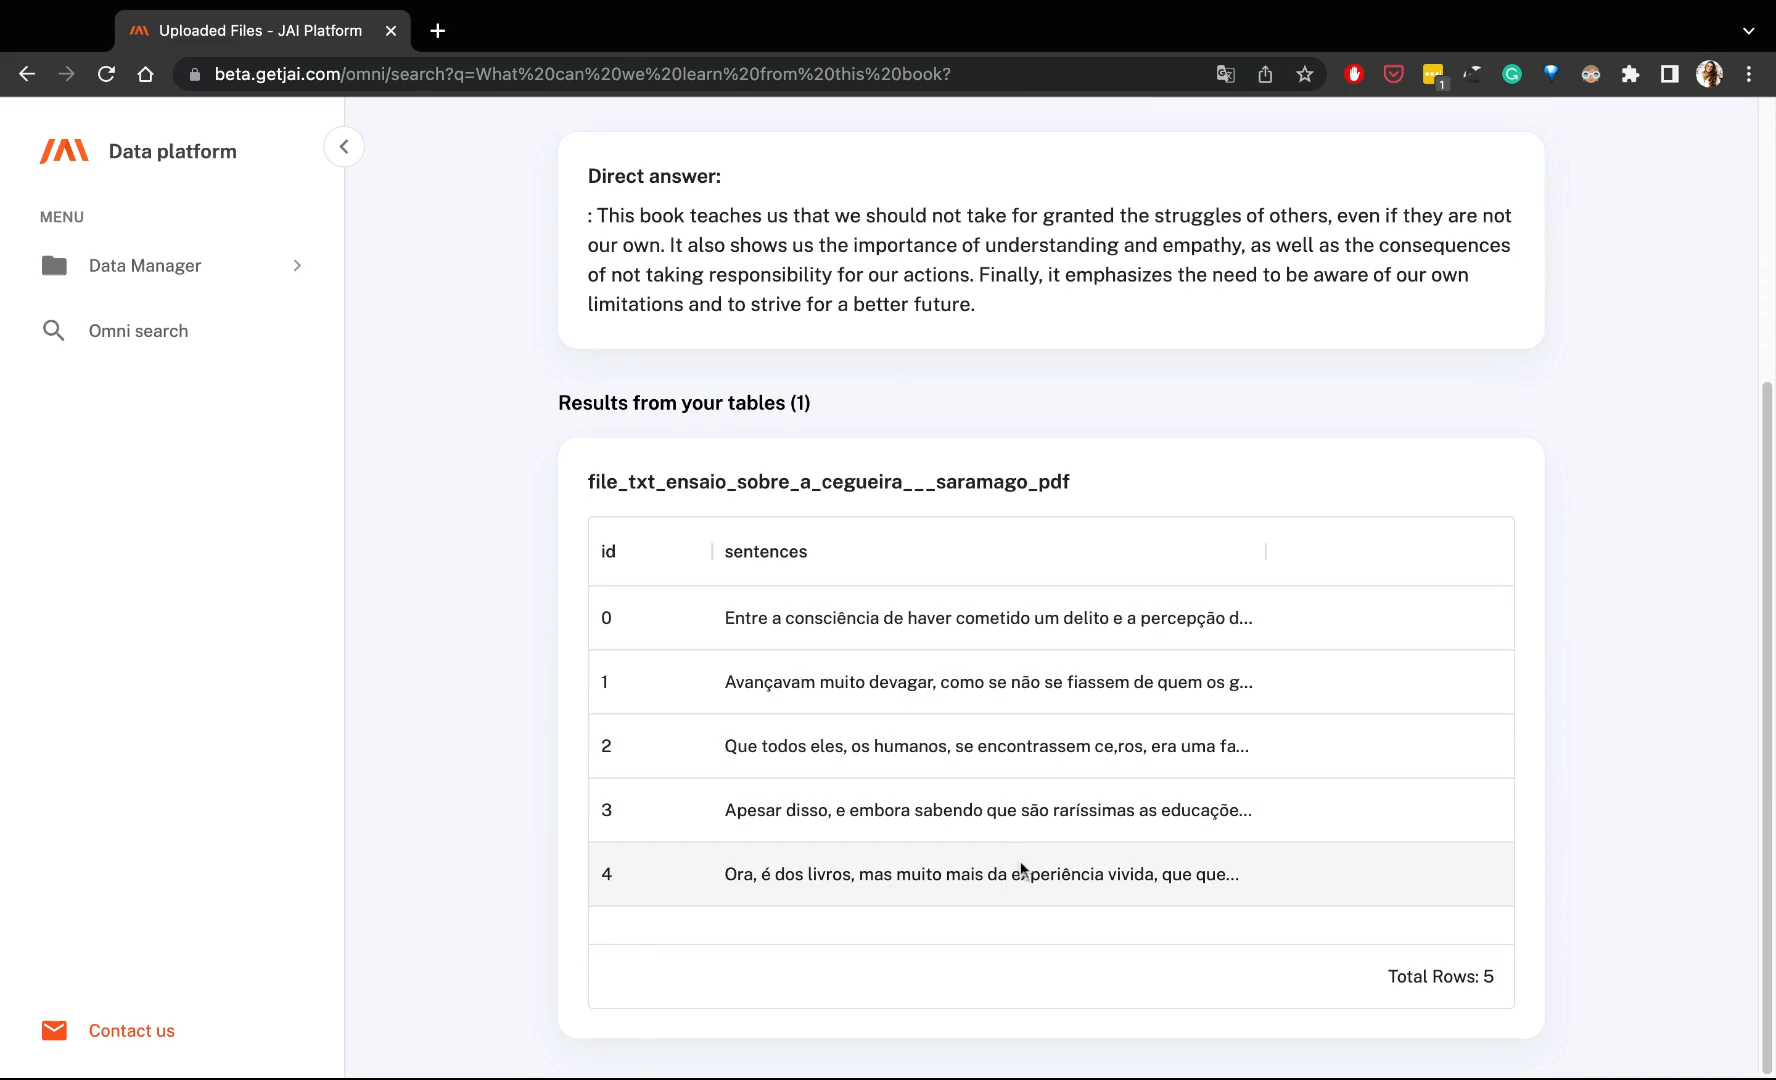 Uploaded Files - JAI Platform
beta.getjai.com/omni/search?q=What%20can%20we%20learn%20from%20this%20book?
1
Data platform
MENU
Data Manager
Omni search
Contact us
Direct answer:
: This book teaches us that we should not take for granted the struggles of others, even if they are not
our own. It also shows us the importance of understanding and empathy, as well as the consequences
of not taking responsibility for our actions. Finally, it emphasizes the need to be aware of our own
limitations and to strive for a better future.
Results from your tables (1)
file_txt_ensaio_sobre_a_cegueira___saramago_pdf
id sentences
0 Entre a consciência de haver cometido um delito e a percepção d...
1 Avançavam muito devagar, como se não se fiassem de quem os g...
2 Que todos eles, os humanos, se encontrassem ce,ros, era uma fa...
3 Apesar disso, e embora sabendo que são raríssimas as educaçõe...
4 Ora, é dos livros, mas muito mais da experiência vivida, que que...
Total Rows: 5